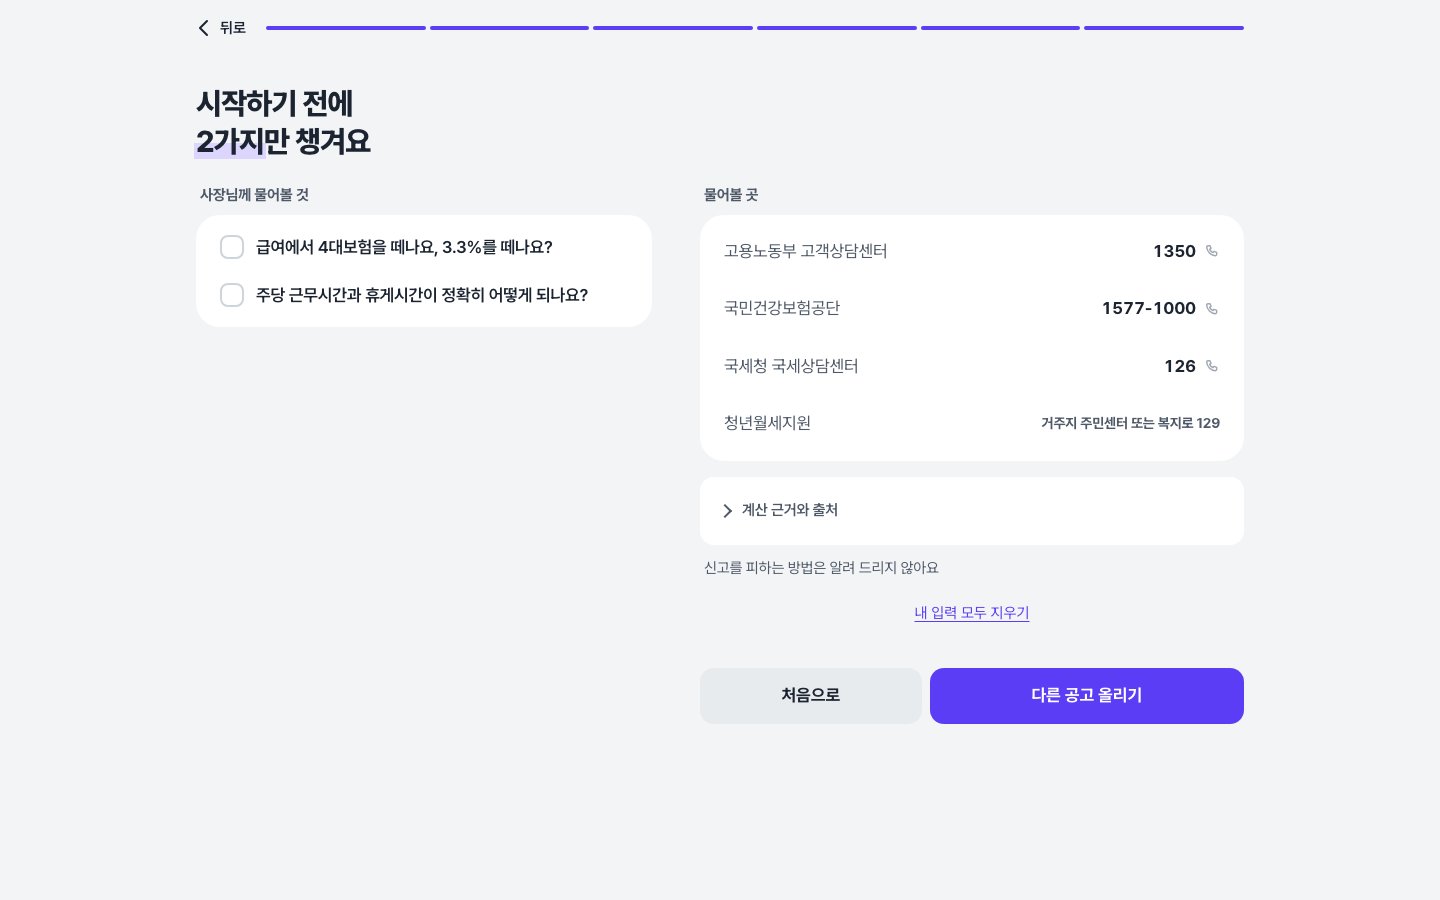 뒤로
시작하기 전에
2가지만 챙겨요
사장님께 물어볼 것
급여에서 4대보험을 떼나요, 3.3%를 떼나요?
주당 근무시간과 휴게시간이 정확히 어떻게 되나요?
물어볼 곳
고용노동부 고객상담센터 1350
국민건강보험공단 1577-1000
국세청 국세상담센터 126
청년월세지원 거주지 주민센터 또는 복지로 129
계산 근거와 출처
신고를 피하는 방법은 알려 드리지 않아요
내 입력 모두 지우기
처음으로
다른 공고 올리기